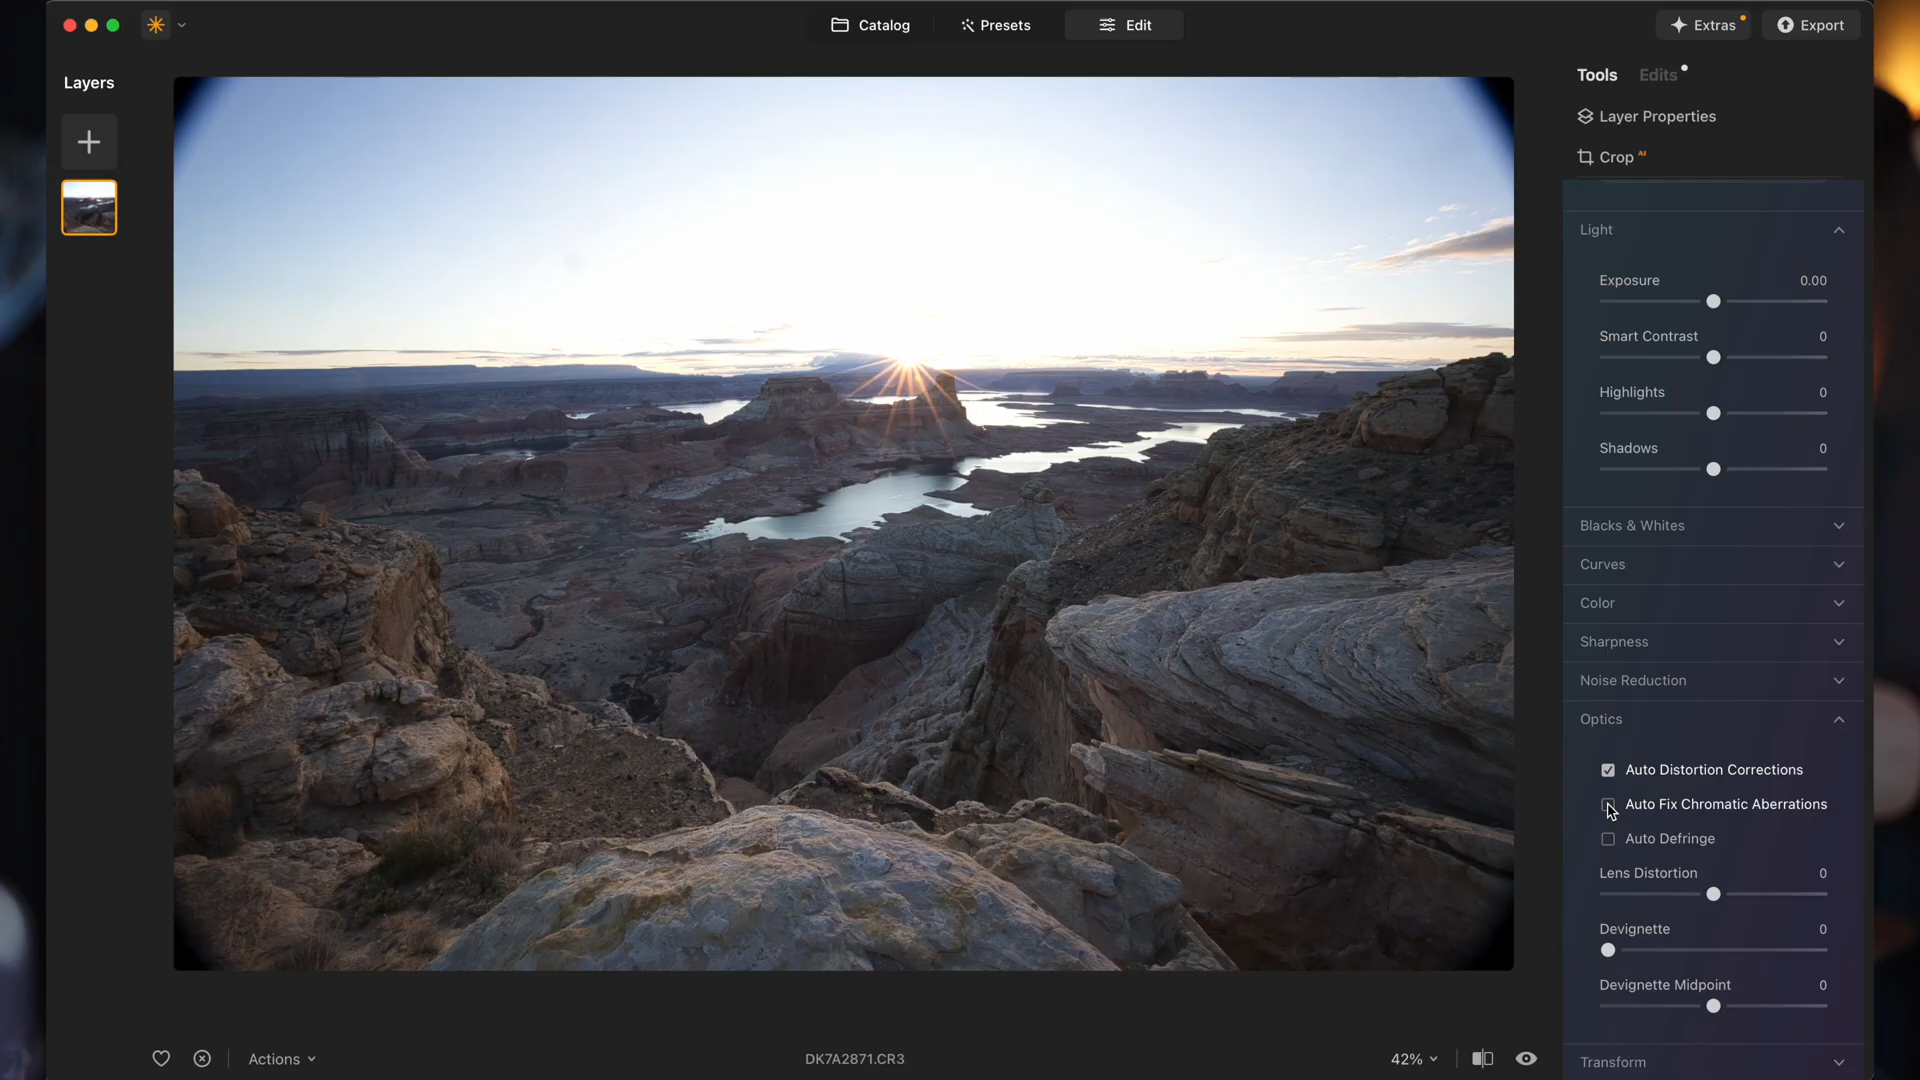 Catalog
Presets
Edit
Extras
Export
Layers
Tools
Edits
Layer Properties
Crop AI
Light
Exposure 0.00
Smart Contrast 0
Highlights 0
Shadows 0
Blacks & Whites
Curves
Color
Sharpness
Noise Reduction
Optics
Auto Distortion Corrections
Auto Fix Chromatic Aberrations
Auto Defringe
Lens Distortion 0
Devignette 0
Devignette Midpoint 0
Transform
Actions
DK7A2871.CR3
42%